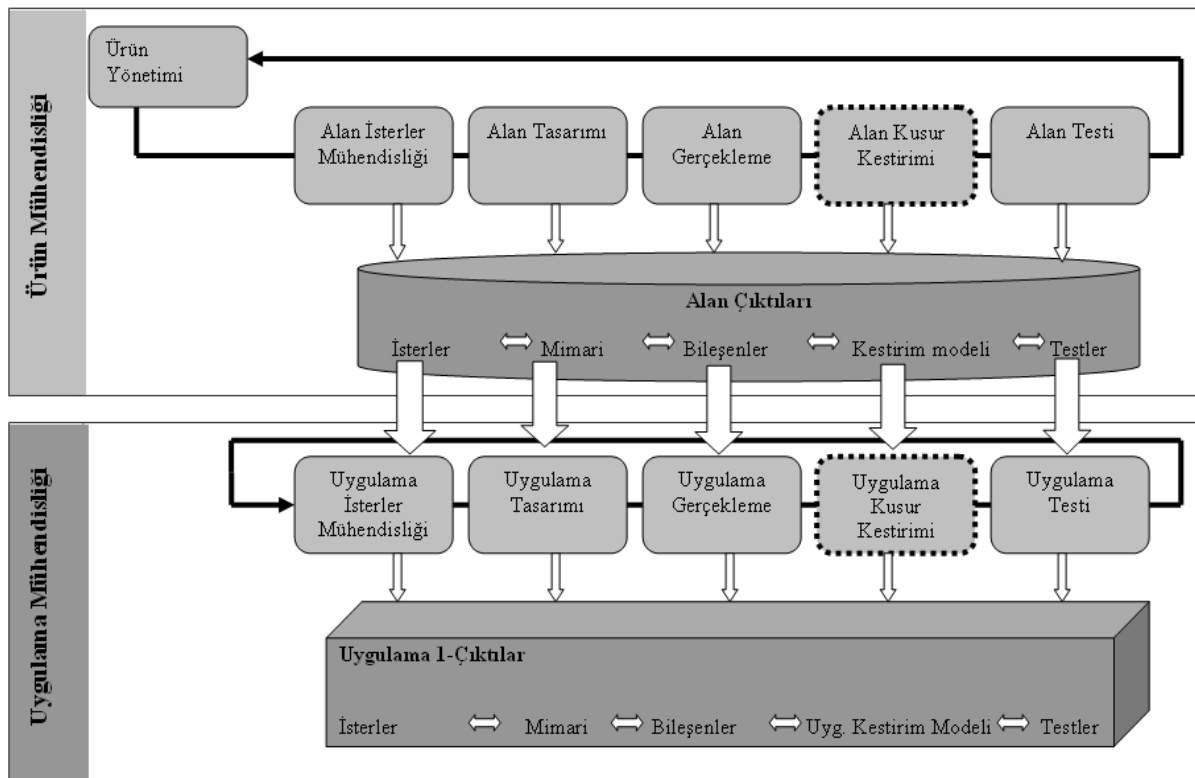 Ürün Mühendisliği
Ürün
Yönetimi
Alan İsterler
Mühendisliği
Alan Tasarımı
Alan
Gerçekleme
Alan Kusur
Kestirimi
Alan Testi
Alan Çıktıları
İsterler
Mimari
Bileşenler
Kestirim modeli
Testler
Uygulama Mühendisliği
Uygulama
İsterler
Mühendisliği
Uygulama
Tasarımı
Uygulama
Gerçekleme
Uygulama
Kusur
Kestirimi
Uygulama
Testi
Uygulama 1-Çıktılar
İsterler
Mimari
Bileşenler
Uyg. Kestirim Modeli
Testler